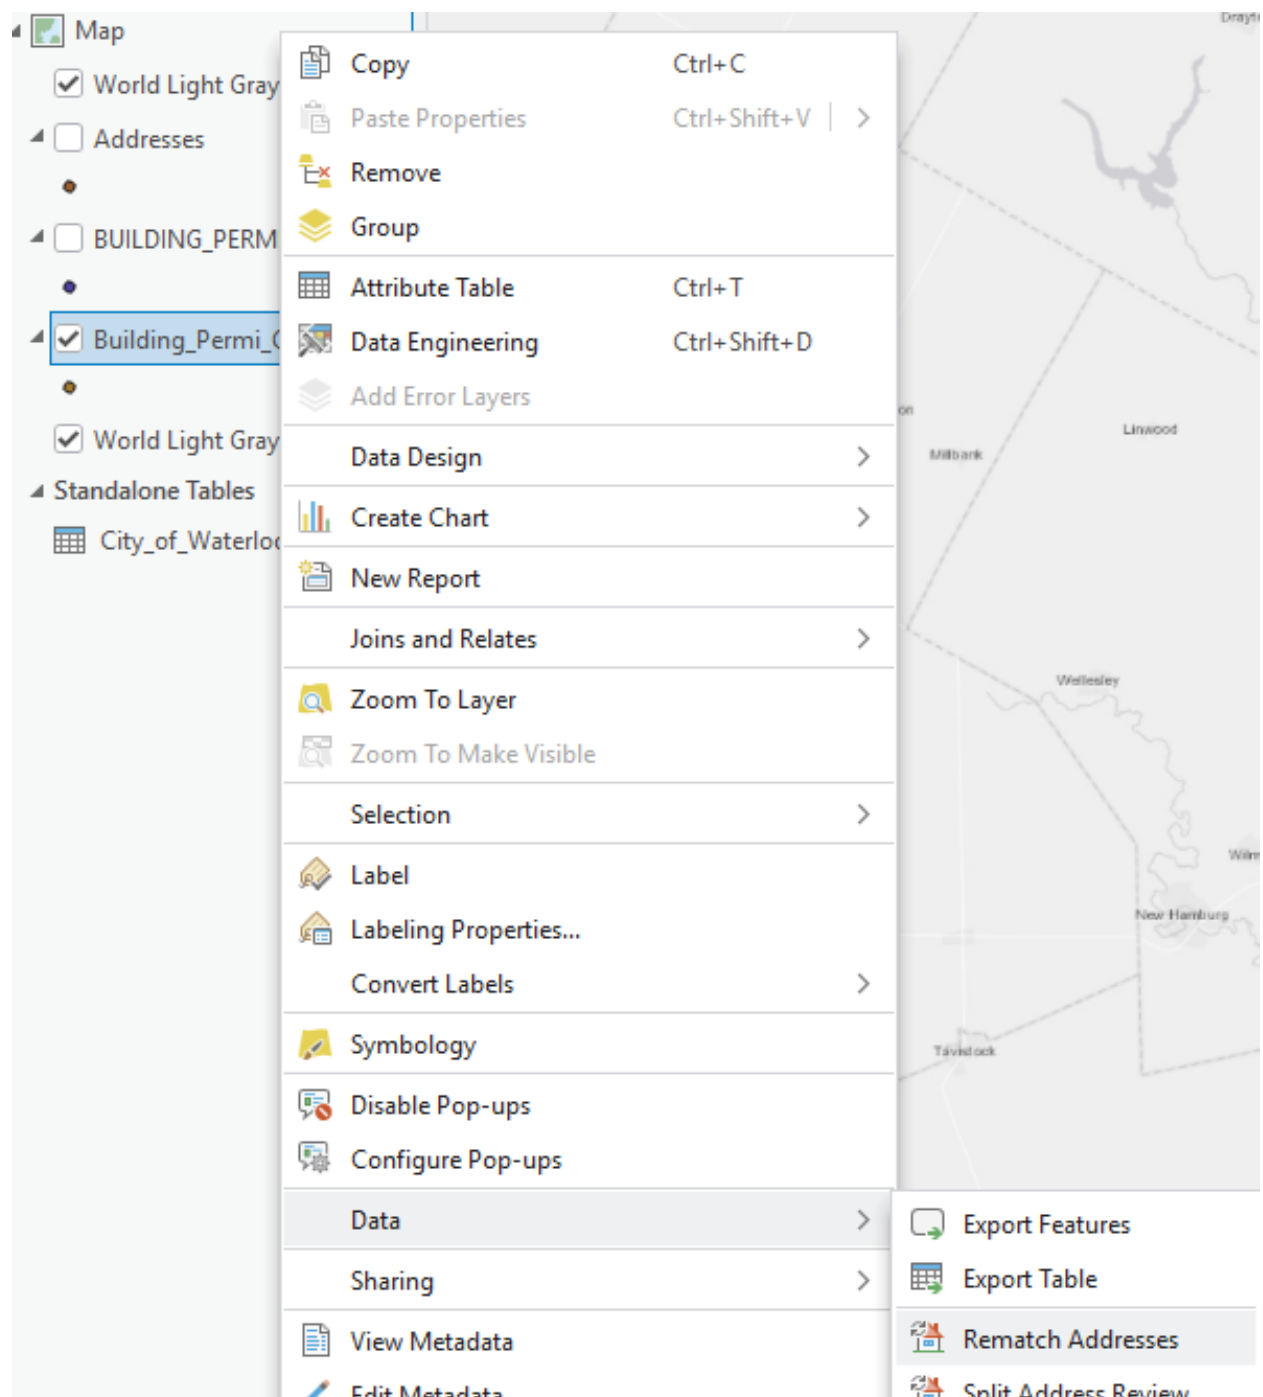 Map
World Light Gray
Addresses
BUILDING_PERM
Building_Permi_
World Light Gray
Standalone Tables
City_of_Waterloo
Copy Ctrl+C
Paste Properties Ctrl+Shift+V
Remove
Group
Attribute Table Ctrl+T
Data Engineering Ctrl+Shift+D
Add Error Layers
Data Design
Create Chart
New Report
Joins and Relates
Zoom To Layer
Zoom To Make Visible
Selection
Label
Labeling Properties...
Convert Labels
Symbology
Disable Pop-ups
Configure Pop-ups
Data
Sharing
View Metadata
Edit Metadata
Export Features
Export Table
Rematch Addresses
Split Address Review
Drayt
on
Linwood
Millbank
Wellesley
Wilm
New Hamburg
Tavistock